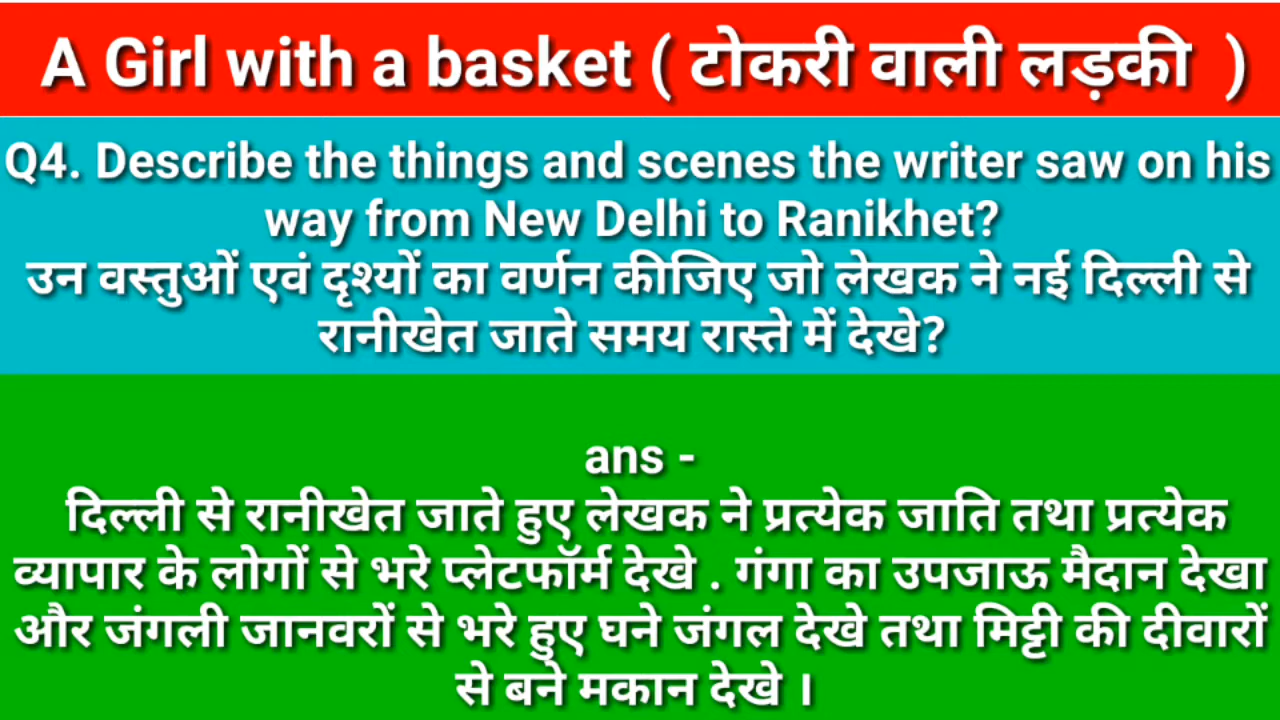 A Girl with a basket ( टोकरी वाली लड़की )
Q4. Describe the things and scenes the writer saw on his
way from New Delhi to Ranikhet?
उन वस्तुओं एवं दृश्यों का वर्णन कीजिए जो लेखक ने नई दिल्ली से
रानीखेत जाते समय रास्ते में देखे?
ans -
दिल्ली से रानीखेत जाते हुए लेखक ने प्रत्येक जाति तथा प्रत्येक
व्यापार के लोगों से भरे प्लेटफॉर्म देखे . गंगा का उपजाऊ मैदान देखा
और जंगली जानवरों से भरे हुए घने जंगल देखे तथा मिट्टी की दीवारों
से बने मकान देखे ।